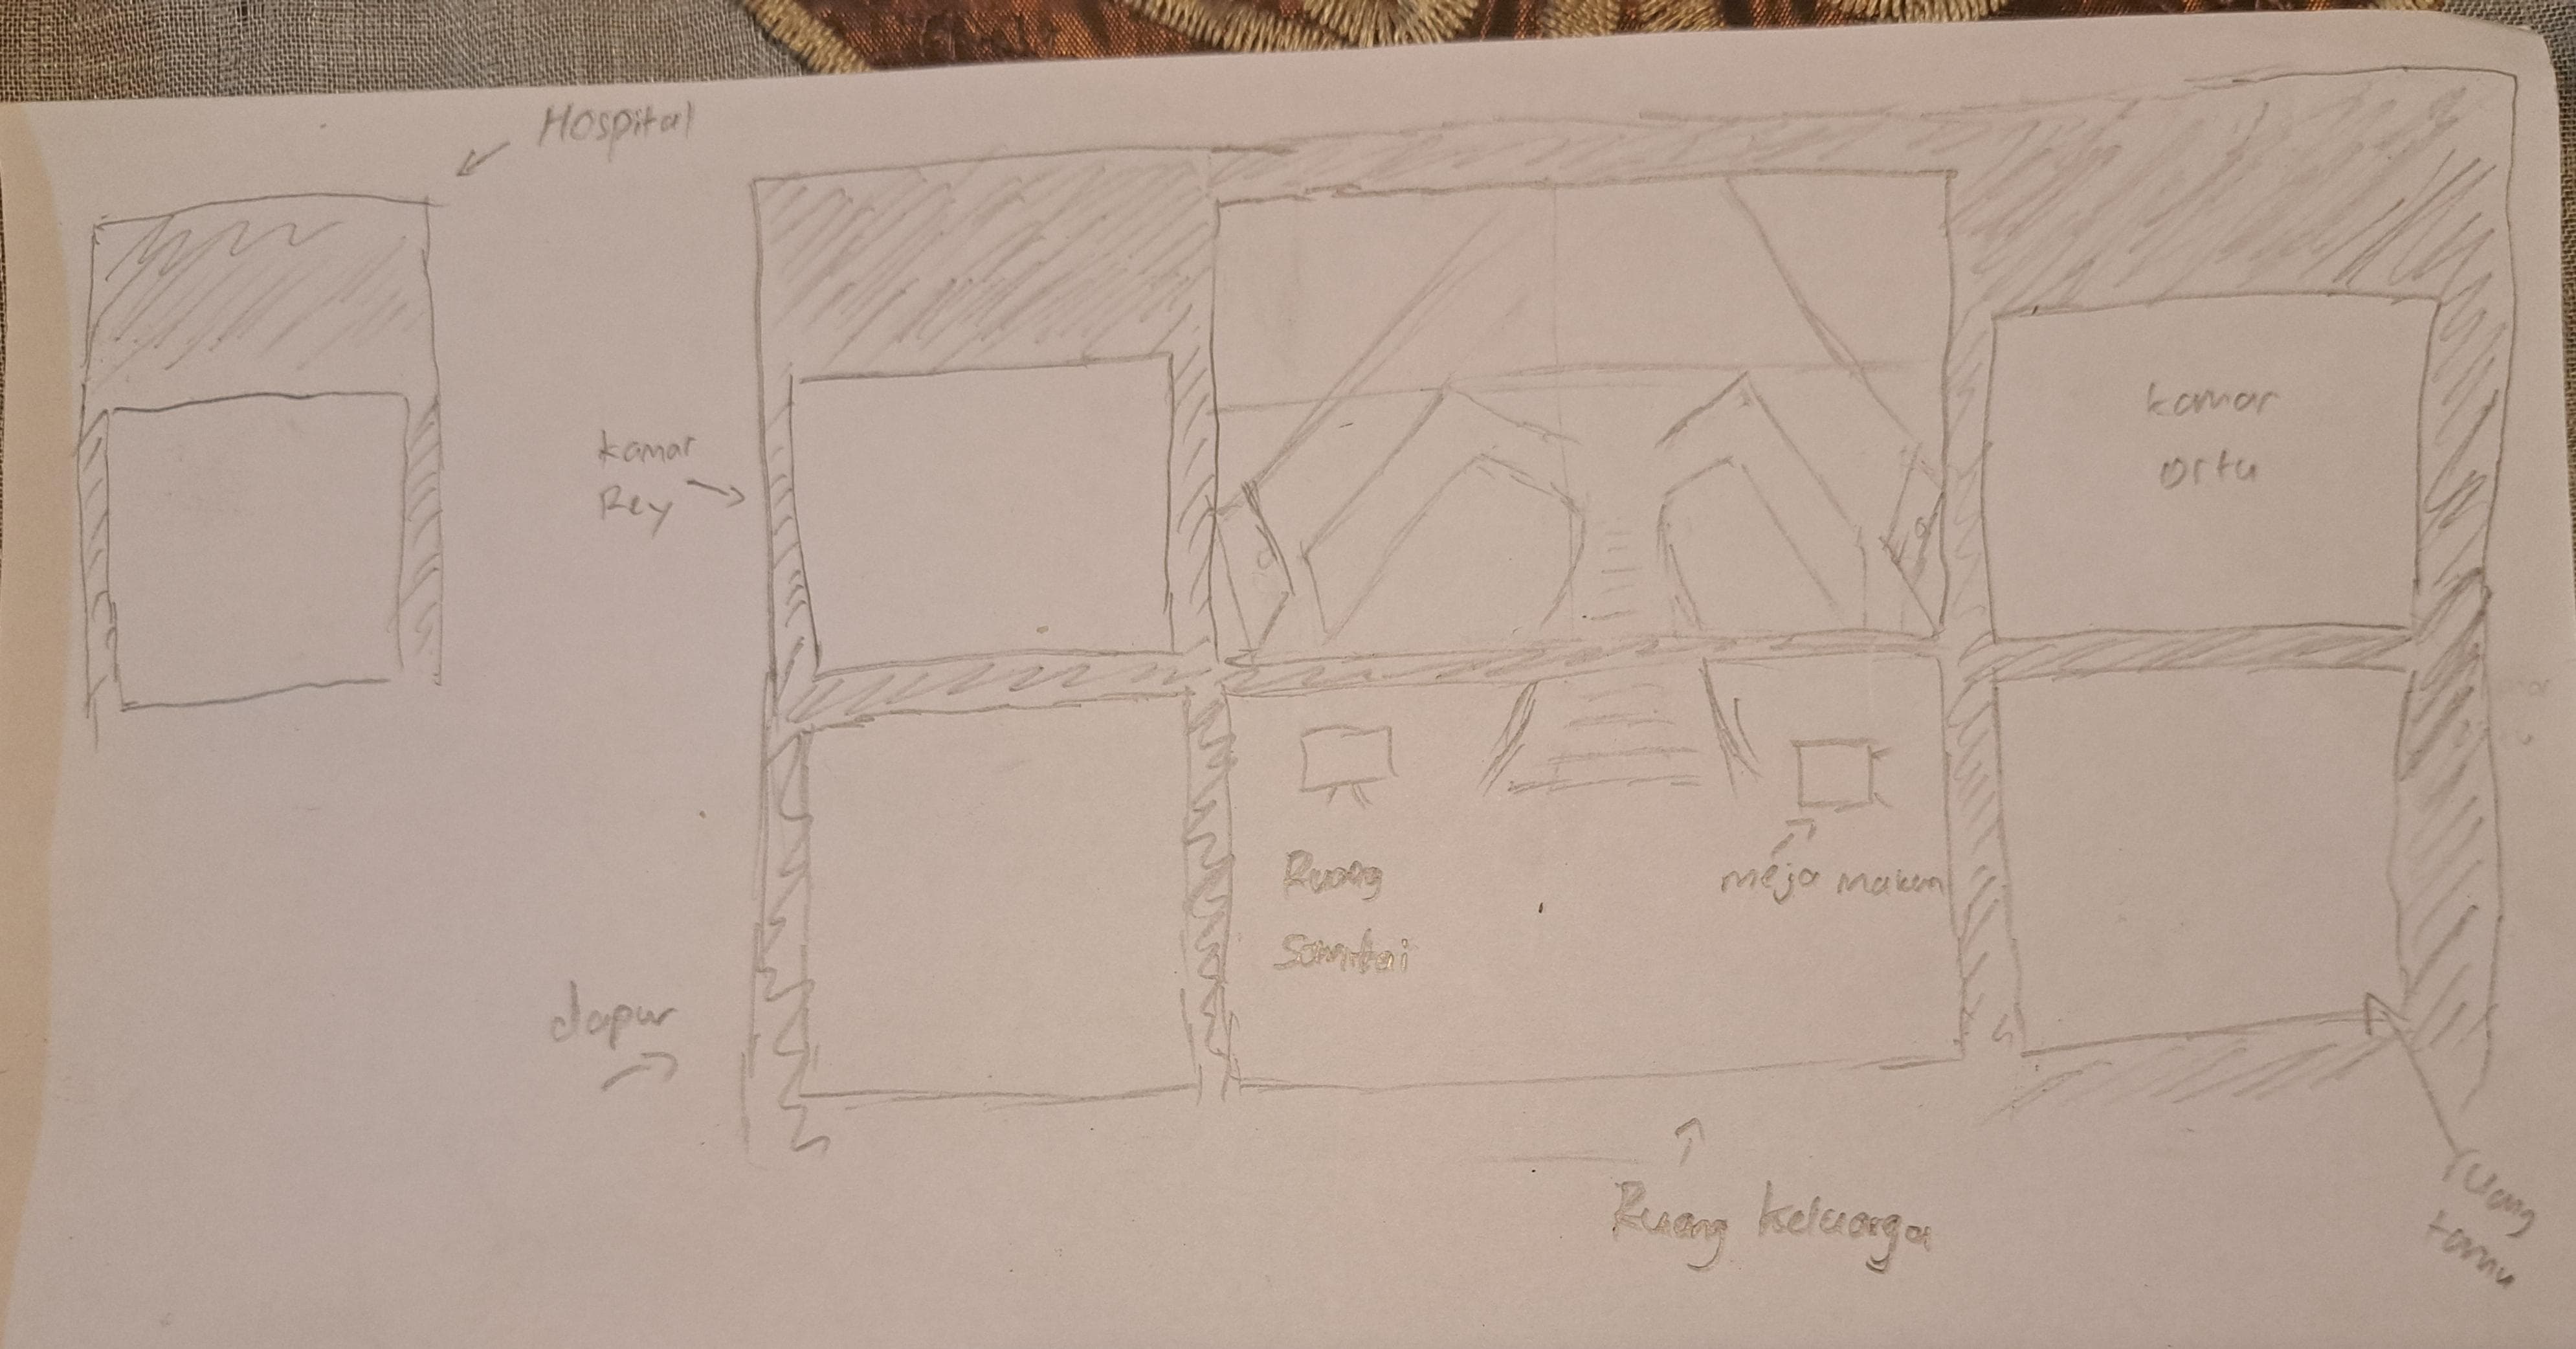 Hospital
kamar
Rey
kamar
ortu
Ruang
Santai
meja makan
dapur
Ruang keluarga
ruang
tamu